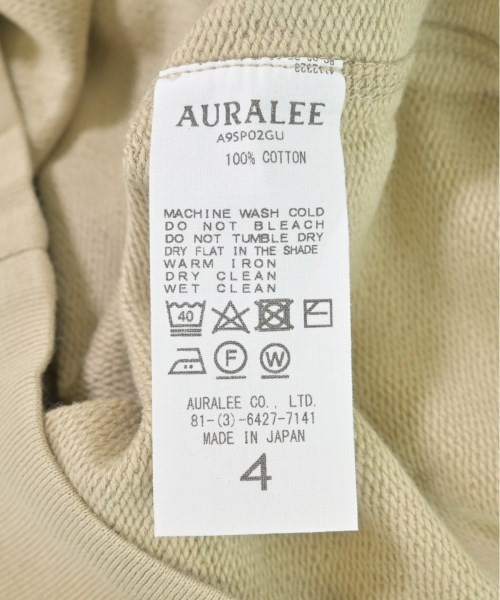 AURALEE
A9SP02GU
100% COTTON
MACHINE WASH COLD
DO NOT BLEACH
DO NOT TUMBLE DRY
DRY FLAT IN THE SHADE
WARM IRON
DRY CLEAN
WET CLEAN
40
F W
AURALEE CO., LTD.
81-(3)-6427-7141
MADE IN JAPAN
4